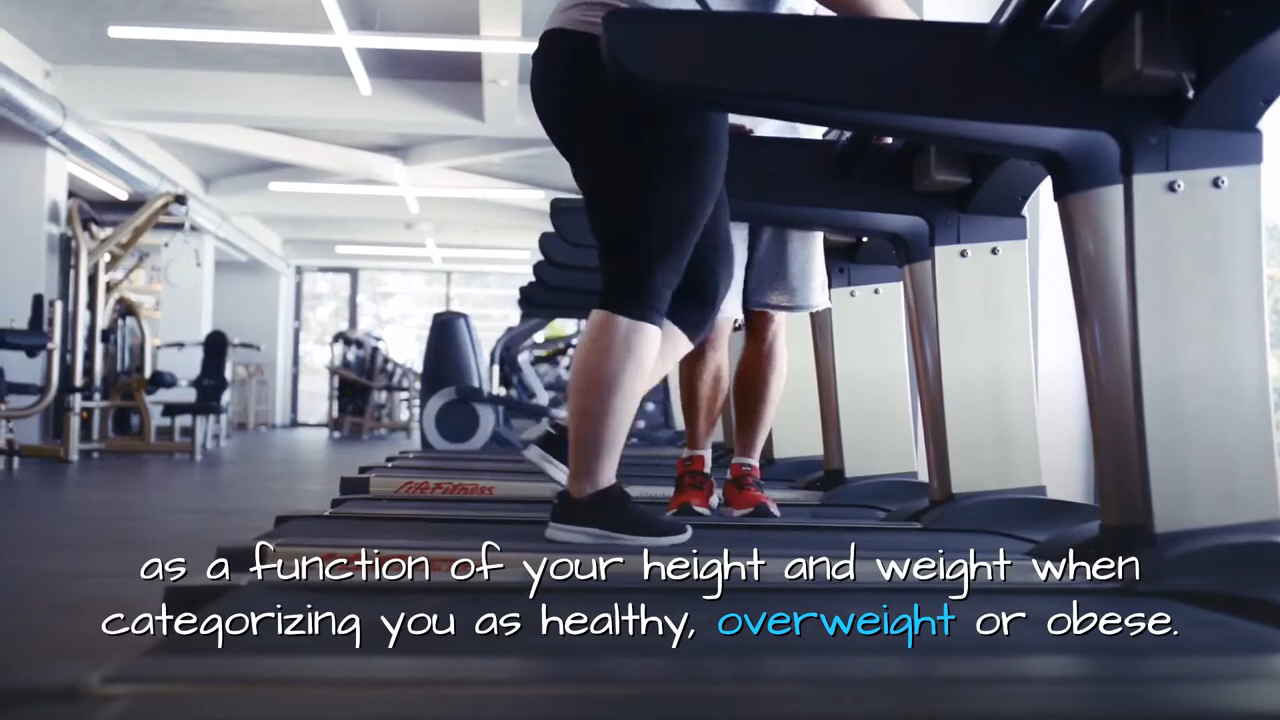 LifeFitness
as a function of your height and weight when
categorizing you as healthy, overweight or obese.